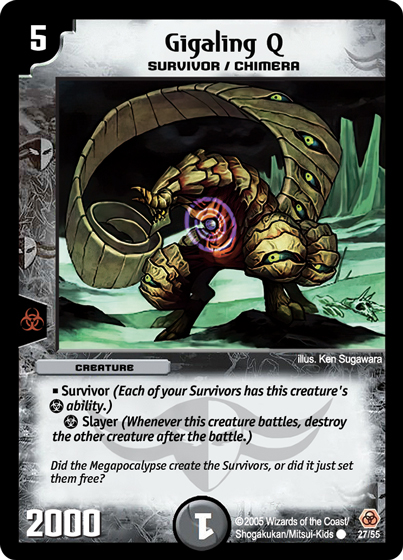 5
Gigaling Q
SURVIVOR / CHIMERA
illus. Ken Sugawara
CREATURE
▪ Survivor (Each of your Survivors has this creature's
ability.)
Slayer (Whenever this creature battles, destroy
the other creature after the battle.)
Did the Megapocalypse create the Survivors, or did it just set
them free?
2000
1
©2005 Wizards of the Coast/
Shogakukan/Mitsui-Kids
27/55